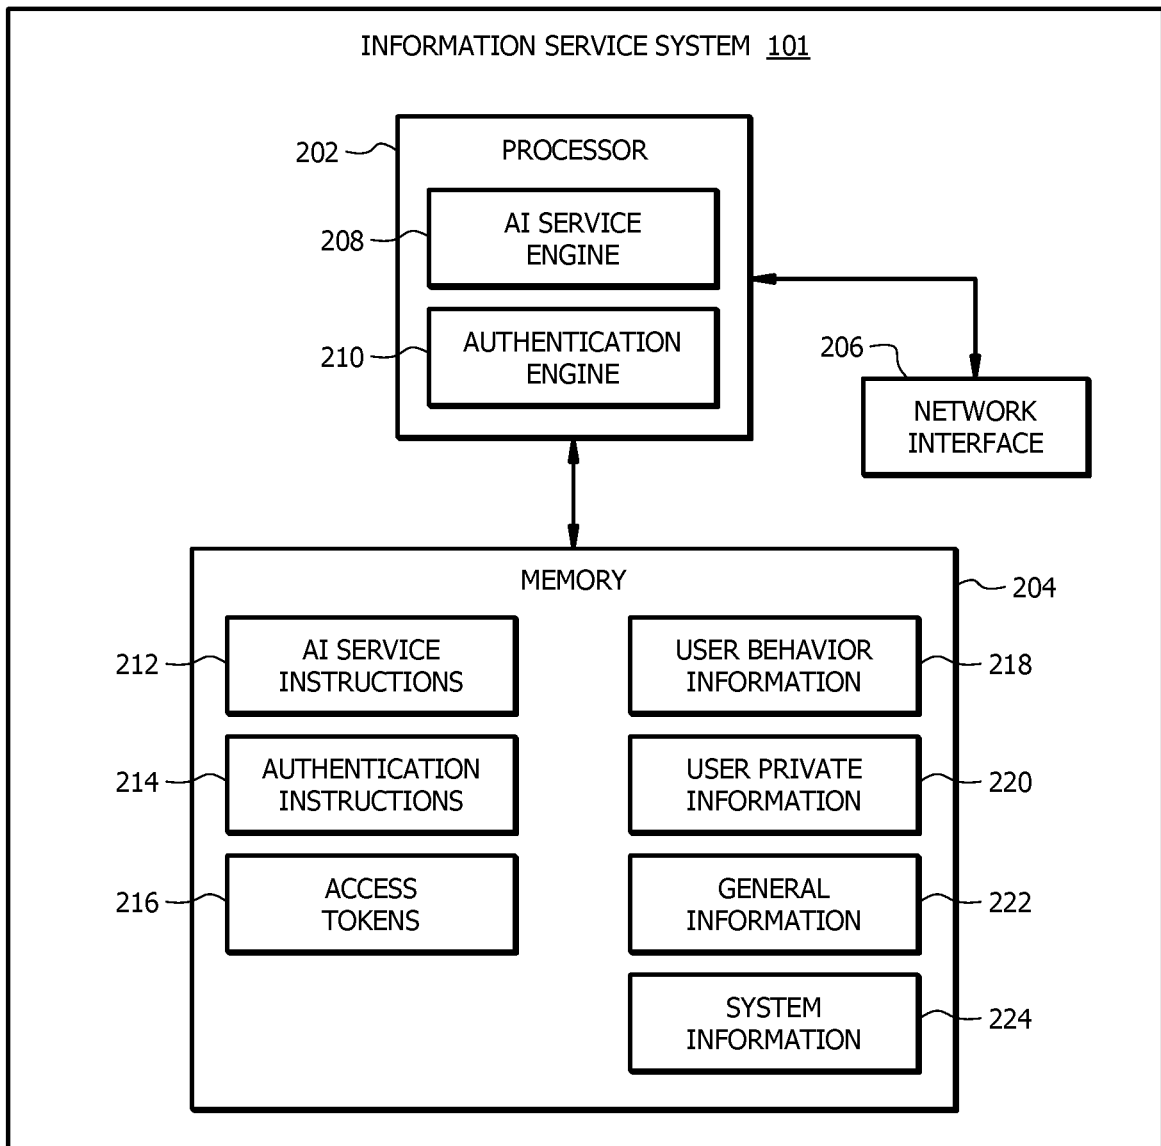 INFORMATION SERVICE SYSTEM 101
202
PROCESSOR
208
AI SERVICE
ENGINE
210
AUTHENTICATION
ENGINE
206
NETWORK
INTERFACE
MEMORY
204
212
AI SERVICE
INSTRUCTIONS
USER BEHAVIOR
INFORMATION
218
214
AUTHENTICATION
INSTRUCTIONS
USER PRIVATE
INFORMATION
220
216
ACCESS
TOKENS
GENERAL
INFORMATION
222
SYSTEM
INFORMATION
224